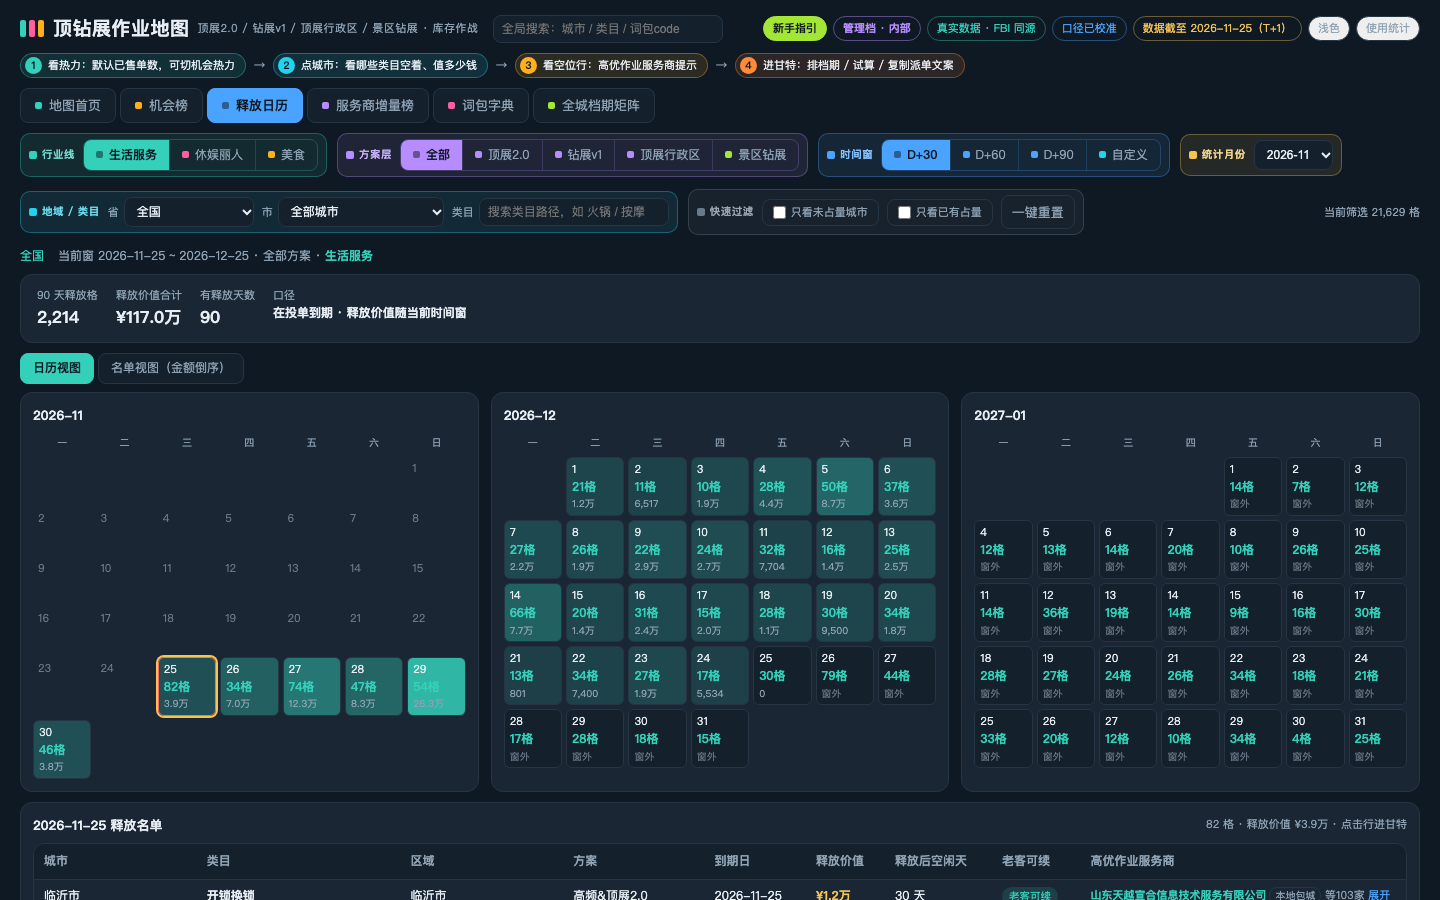 顶钻展作业地图 顶展2.0 / 钻展v1 / 顶展行政区 / 景区钻展 · 库存作战 全局搜索：城市 / 类目 / 词包code 新手指引 管理档 · 内部 真实数据 · FBI 同源 口径已校准 数据截至 2026-11-25（T+1） 浅色 使用统计
1 看热力：默认已售单数，可切机会热力 → 2 点城市：看哪些类目空着、值多少钱 → 3 看空位行：高优作业服务商提示 → 4 进甘特：排档期 / 试算 / 复制派单文案
地图首页 机会榜 释放日历 服务商增量榜 词包字典 全城档期矩阵
行业线 生活服务 休娱丽人 美食 方案层 全部 顶展2.0 钻展v1 顶展行政区 景区钻展 时间窗 D+30 D+60 D+90 自定义 统计月份 2026-11
地域 / 类目 省 全国 市 全部城市 类目 搜索类目路径，如 火锅 / 按摩 快速过滤 只看未占量城市 只看已有占量 一键重置 当前筛选 21,629 格
全国 当前窗 2026-11-25 ~ 2026-12-25 · 全部方案 · 生活服务
90 天释放格 释放价值合计 有释放天数 口径
2,214 ¥117.0万 90 在投单到期 · 释放价值随当前时间窗
日历视图 名单视图（金额倒序）
2026-11
一 二 三 四 五 六 日
1
2 3 4 5 6 7 8
9 10 11 12 13 14 15
16 17 18 19 20 21 22
23 24 25 26 27 28 29
82格 34格 74格 47格 54格
3.9万 7.0万 12.3万 8.3万 28.3万
30
46格
3.8万
2026-12
一 二 三 四 五 六 日
1 2 3 4 5 6
21格 11格 10格 28格 50格 37格
1.2万 6,517 1.9万 4.4万 8.7万 3.6万
7 8 9 10 11 12 13
27格 26格 22格 24格 32格 16格 25格
2.2万 1.9万 2.9万 2.7万 7,704 1.4万 2.5万
14 15 16 17 18 19 20
66格 20格 31格 15格 28格 30格 34格
7.7万 1.4万 2.4万 2.0万 1.1万 9,500 1.8万
21 22 23 24 25 26 27
13格 34格 27格 17格 30格 79格 44格
801 7,400 1.9万 5,534 0 窗外 窗外
28 29 30 31
17格 28格 18格 15格
窗外 窗外 窗外 窗外
2027-01
一 二 三 四 五 六 日
1 2 3
14格 7格 12格
窗外 窗外 窗外
4 5 6 7 8 9 10
12格 13格 14格 20格 10格 26格 25格
窗外 窗外 窗外 窗外 窗外 窗外 窗外
11 12 13 14 15 16 17
14格 36格 19格 14格 9格 16格 30格
窗外 窗外 窗外 窗外 窗外 窗外 窗外
18 19 20 21 22 23 24
28格 27格 24格 26格 34格 18格 21格
窗外 窗外 窗外 窗外 窗外 窗外 窗外
25 26 27 28 29 30 31
33格 20格 12格 10格 34格 4格 25格
窗外 窗外 窗外 窗外 窗外 窗外 窗外
2026-11-25 释放名单 82 格 · 释放价值 ¥3.9万 · 点击行进甘特
城市 类目 区域 方案 到期日 释放价值 释放后空闲天 老客可续 高优作业服务商
临沂市 开锁换锁 临沂市 高频&顶展2.0 2026-11-25 ¥1.2万 30 天 老客可续 山东天越宣合信息技术服务有限公司 本地包城 等103家 展开